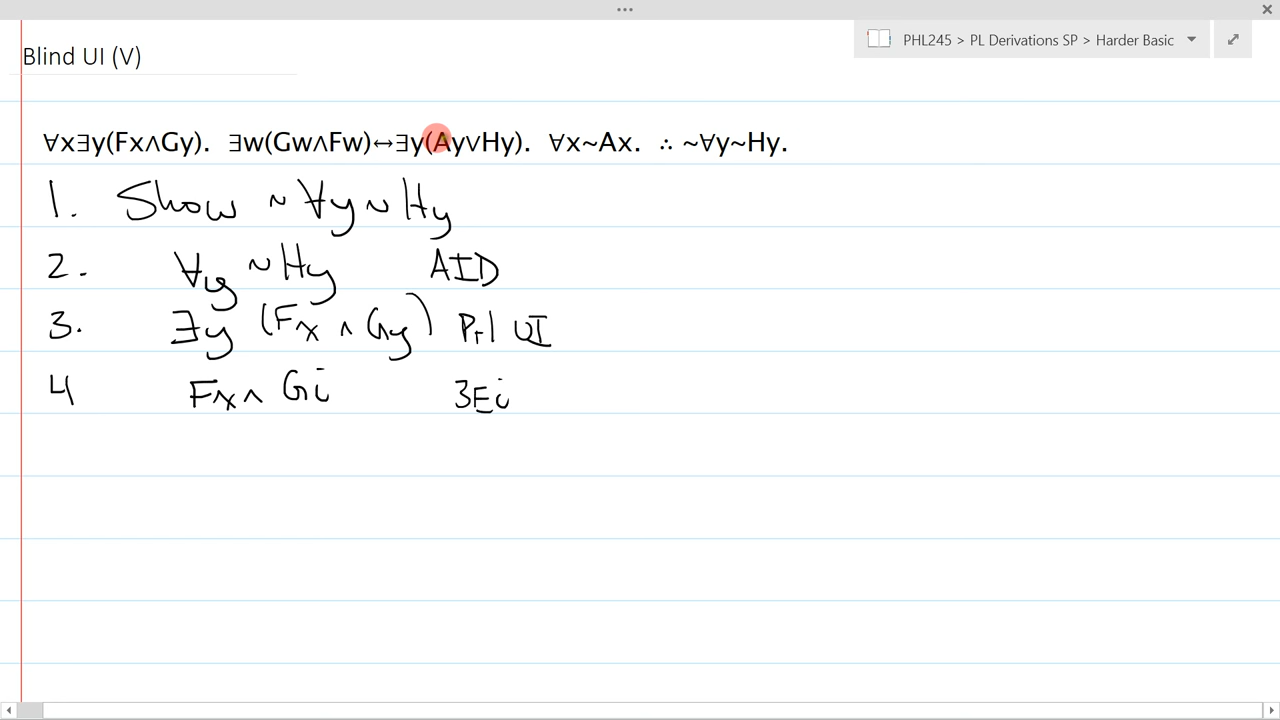 PHL245 > PL Derivations SP > Harder Basic
Blind UI (V)
∀x∃y(Fx∧Gy). ∃w(Gw∧Fw)↔∃y(Ay∨Hy). ∀x~Ax. ∴ ~∀y~Hy.
1. Show ~∀y~Hy
2. ∀y ~Hy AID
3. ∃y (Fx ∧ Gy) Pr1 UI
4 Fx ∧ Gi 3Ei